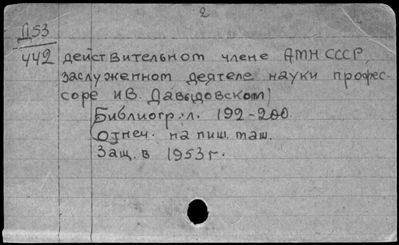 2
Д53
442
действительном члене АМН СССР,
заслуженном деятеле науки профес-
соре И.В. Давыдовском)
Библиогр.: л. 192-200
Отпеч. на пиш. маш.
Защ. в 1953 г.